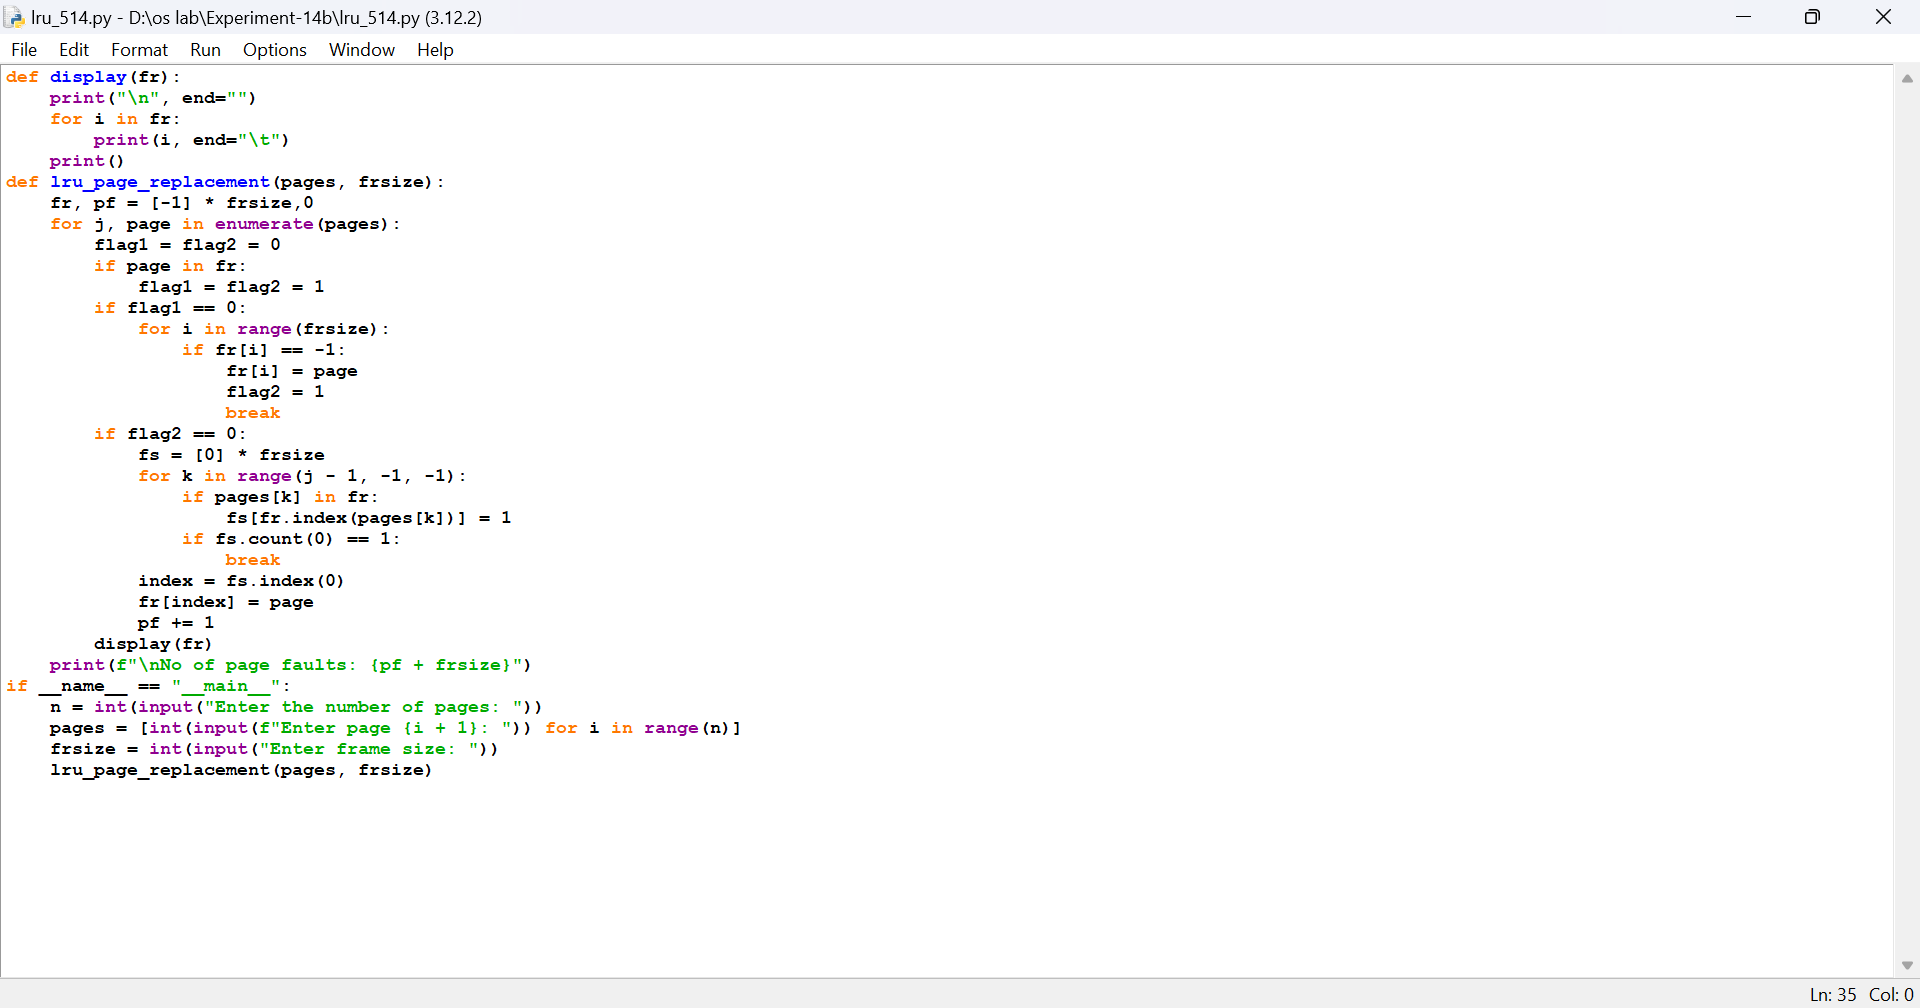 lru_514.py - D:\os lab\Experiment-14b\lru_514.py (3.12.2)
File Edit Format Run Options Window Help
def display(fr):
    print("\n", end="")
    for i in fr:
        print(i, end="\t")
    print()
def lru_page_replacement(pages, frsize):
    fr, pf = [-1] * frsize,0
    for j, page in enumerate(pages):
        flag1 = flag2 = 0
        if page in fr:
            flag1 = flag2 = 1
        if flag1 == 0:
            for i in range(frsize):
                if fr[i] == -1:
                    fr[i] = page
                    flag2 = 1
                    break
        if flag2 == 0:
            fs = [0] * frsize
            for k in range(j - 1, -1, -1):
                if pages[k] in fr:
                    fs[fr.index(pages[k])] = 1
                if fs.count(0) == 1:
                    break
            index = fs.index(0)
            fr[index] = page
            pf += 1
        display(fr)
    print(f"\nNo of page faults: {pf + frsize}")
if __name__ == "__main__":
    n = int(input("Enter the number of pages: "))
    pages = [int(input(f"Enter page {i + 1}: ")) for i in range(n)]
    frsize = int(input("Enter frame size: "))
    lru_page_replacement(pages, frsize)
Ln: 35 Col: 0